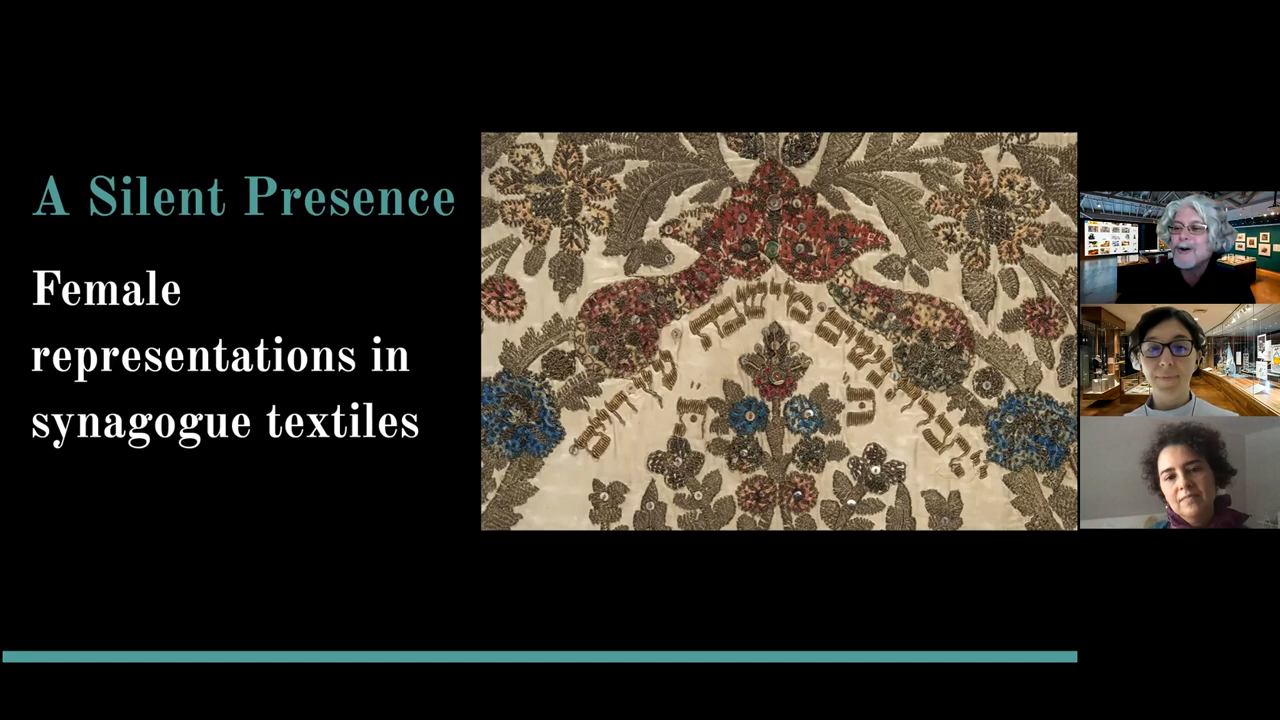 A Silent Presence
Female
representations in
synagogue textiles